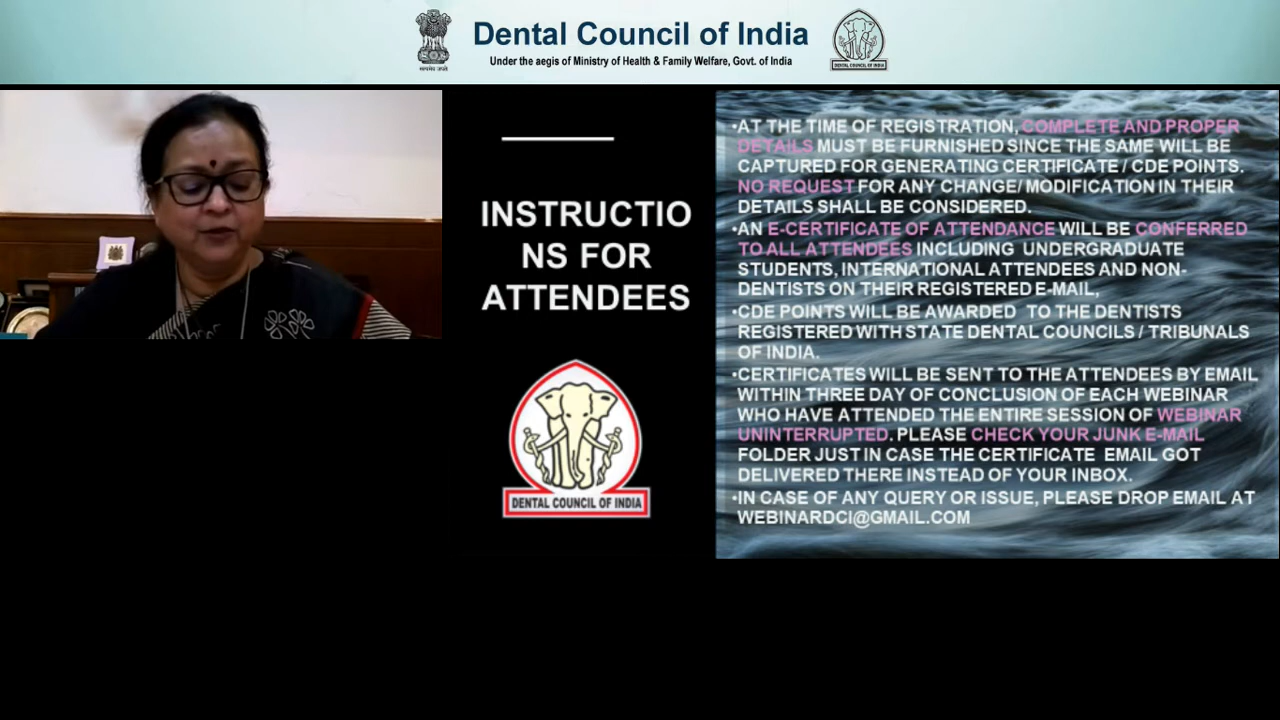 Dental Council of India
Under the aegis of Ministry of Health & Family Welfare, Govt. of India
सत्यमेव जयते
DENTAL COUNCIL OF INDIA
INSTRUCTIO
NS FOR
ATTENDEES
DENTAL COUNCIL OF INDIA
•AT THE TIME OF REGISTRATION, COMPLETE AND PROPER
DETAILS MUST BE FURNISHED SINCE THE SAME WILL BE
CAPTURED FOR GENERATING CERTIFICATE / CDE POINTS.
NO REQUEST FOR ANY CHANGE/ MODIFICATION IN THEIR
DETAILS SHALL BE CONSIDERED.
•AN E-CERTIFICATE OF ATTENDANCE WILL BE CONFERRED
TO ALL ATTENDEES INCLUDING UNDERGRADUATE
STUDENTS, INTERNATIONAL ATTENDEES AND NON-
DENTISTS ON THEIR REGISTERED E-MAIL,
•CDE POINTS WILL BE AWARDED TO THE DENTISTS
REGISTERED WITH STATE DENTAL COUNCILS / TRIBUNALS
OF INDIA.
•CERTIFICATES WILL BE SENT TO THE ATTENDEES BY EMAIL
WITHIN THREE DAY OF CONCLUSION OF EACH WEBINAR
WHO HAVE ATTENDED THE ENTIRE SESSION OF WEBINAR
UNINTERRUPTED. PLEASE CHECK YOUR JUNK E-MAIL
FOLDER JUST IN CASE THE CERTIFICATE EMAIL GOT
DELIVERED THERE INSTEAD OF YOUR INBOX.
•IN CASE OF ANY QUERY OR ISSUE, PLEASE DROP EMAIL AT
WEBINARDCI@GMAIL.COM